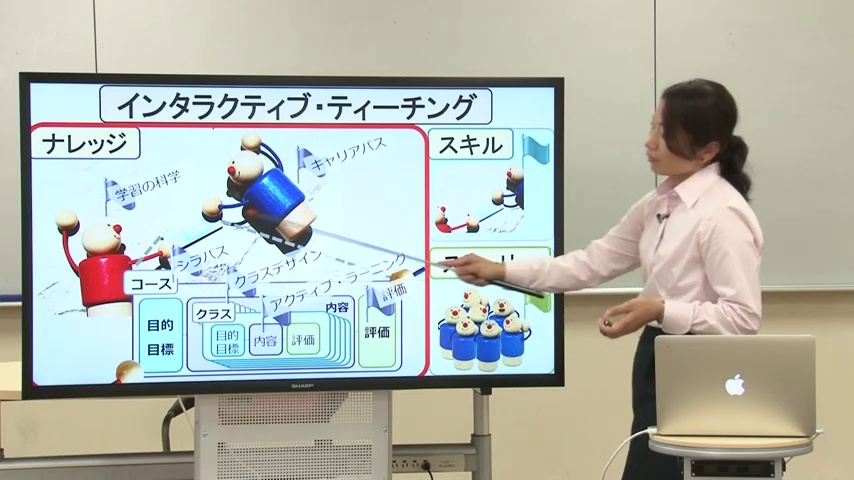 インタラクティブ・ティーチング
ナレッジ
スキル
学習の科学
キャリアパス
シラバス
クラスデザイン
アクティブ・ラーニング
評価
コース
目的
目標
クラス
内容
目的
目標
内容
評価
評価
SHARP